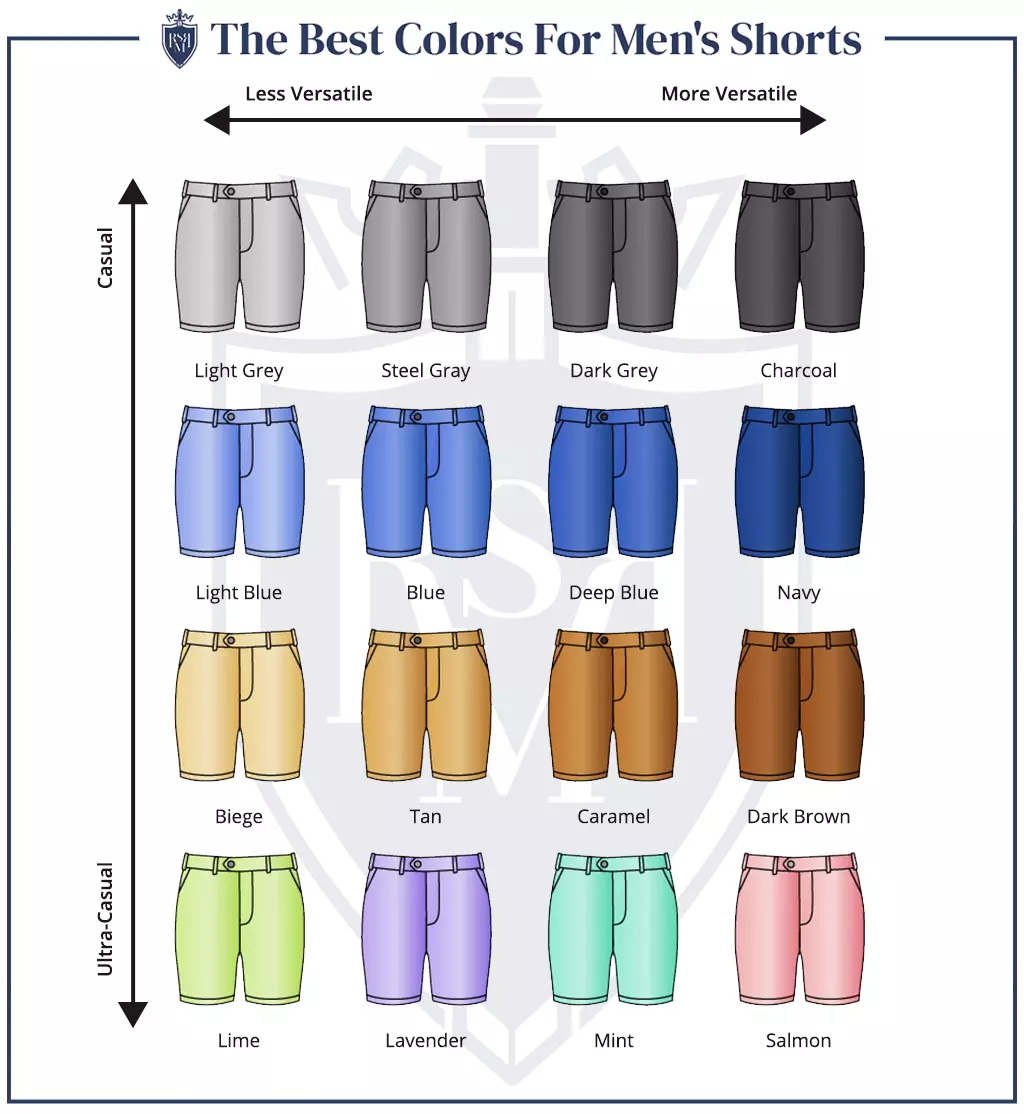 The Best Colors For Men's Shorts
Less Versatile More Versatile
Casual
Light Grey Steel Gray Dark Grey Charcoal
Light Blue Blue Deep Blue Navy
Biege Tan Caramel Dark Brown
Ultra-Casual
Lime Lavender Mint Salmon
RSM